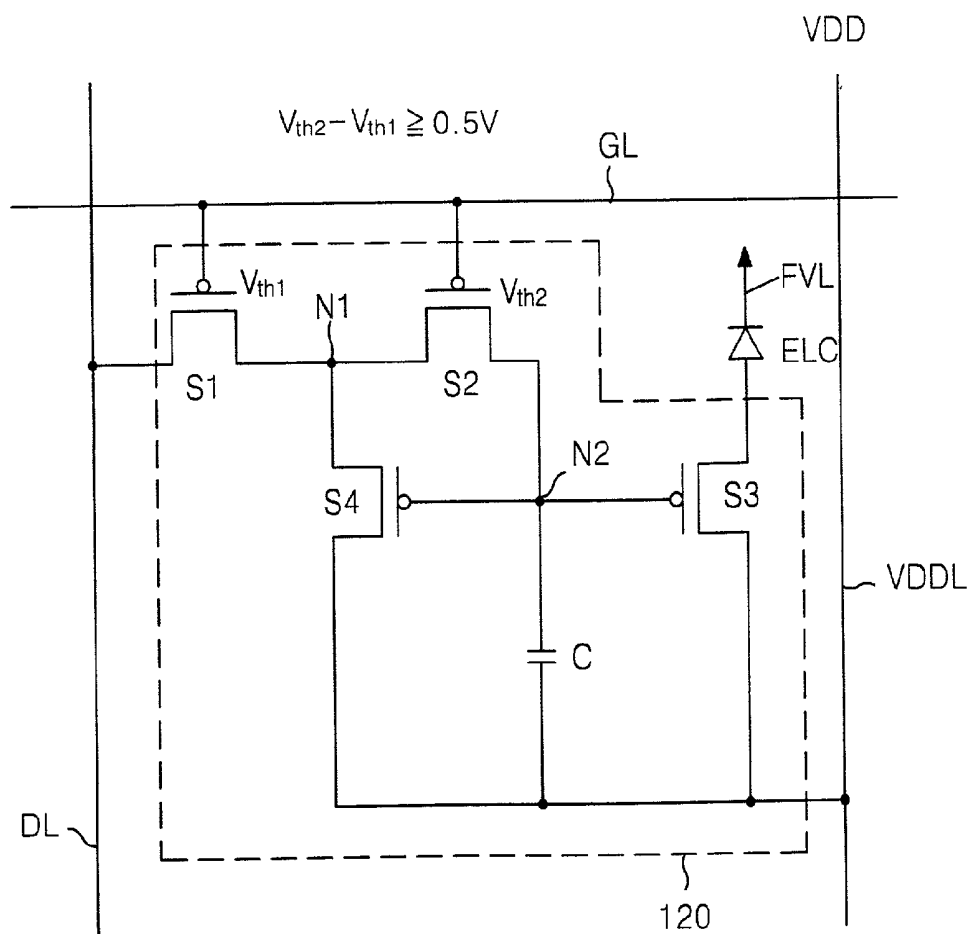 VDD
Vth2-Vth1 ≧ 0.5V
GL
Vth1
Vth2
FVL
N1
ELC
S1
S2
N2
S4
S3
VDDL
C
DL
120